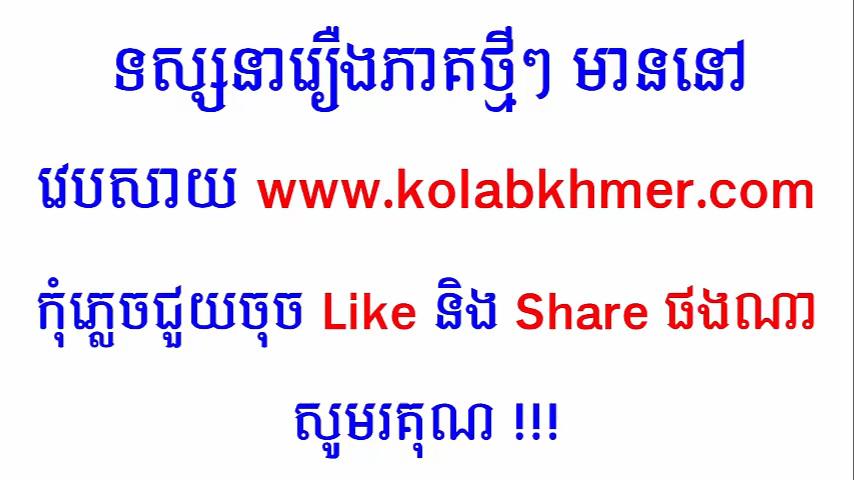 ទស្សនារឿងភាគថ្មីៗ មាននៅ
វេបសាយ www.kolabkhmer.com
កុំភ្លេចជួយចុច Like និង Share ផងណា
សូមរគុណ !!!